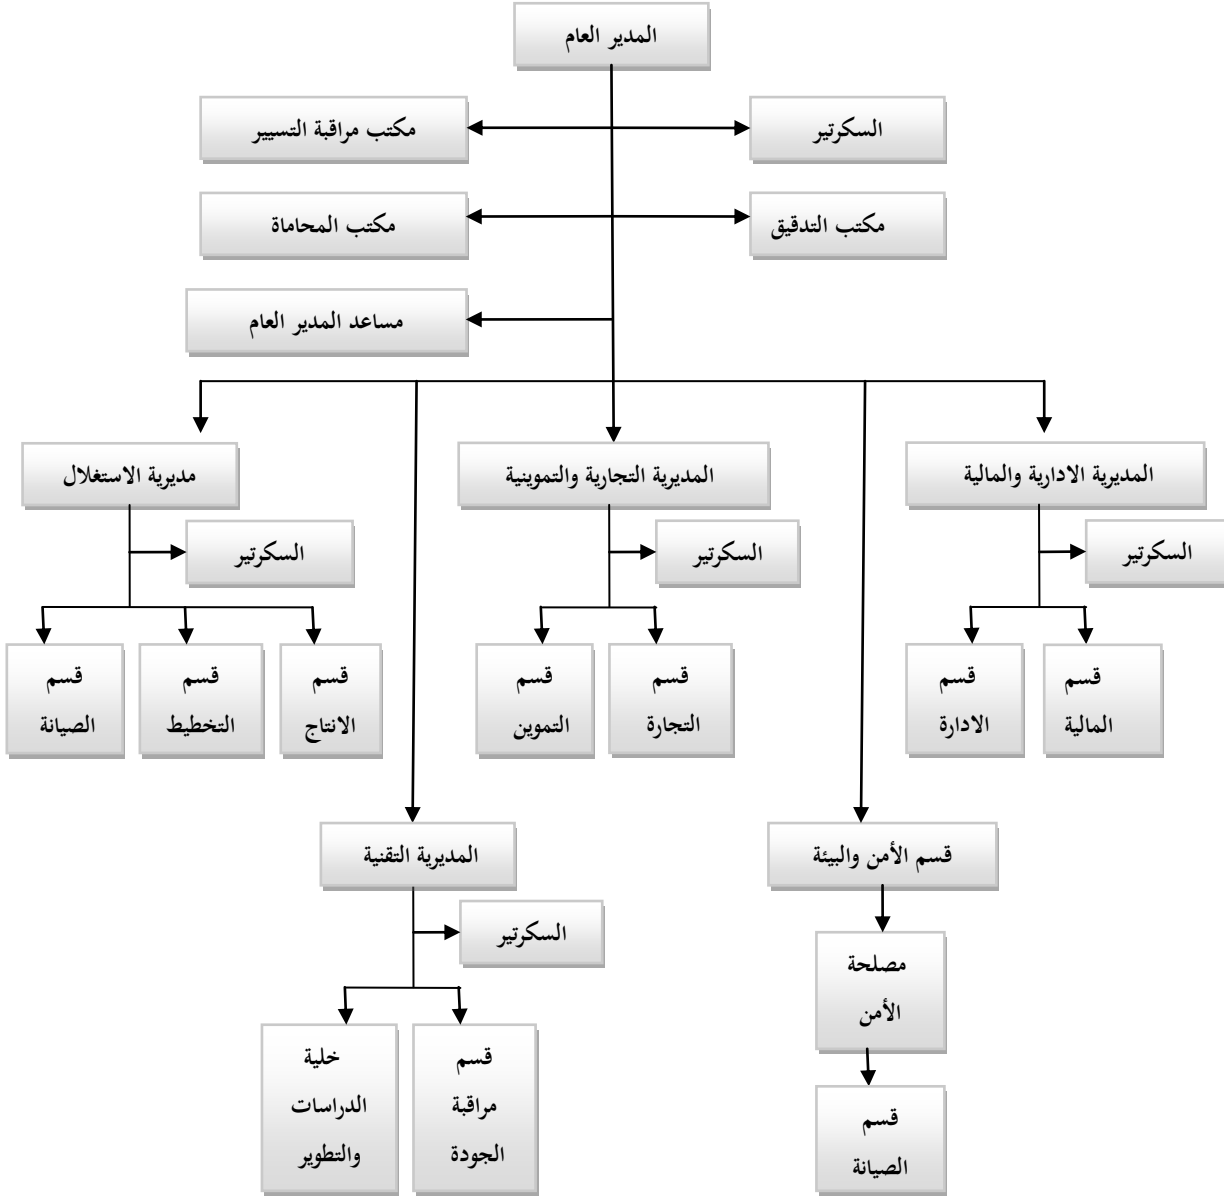 المدير العام
السكرتير
مكتب مراقبة التسيير
مكتب التدقيق
مكتب المحاماة
مساعد المدير العام
المديرية الادارية والمالية
المديرية التجارية والتموينية
مديرية الاستغلال
السكرتير
السكرتير
السكرتير
قسم
المالية
قسم
الادارة
قسم
التجارة
قسم
التموين
قسم
الانتاج
قسم
التخطيط
قسم
الصيانة
قسم الأمن والبيئة
المديرية التقنية
السكرتير
مصلحة
الأمن
قسم
الصيانة
قسم
مراقبة
الجودة
خلية
الدراسات
والتطوير